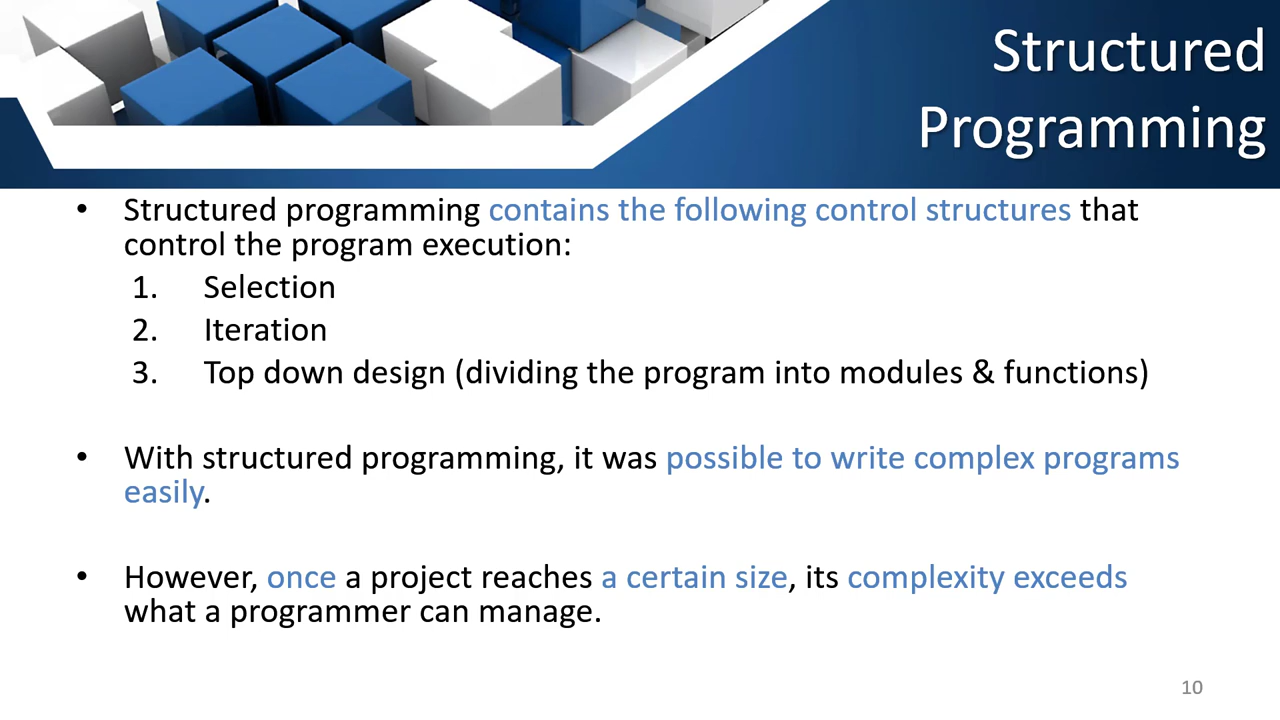 Structured
Programming
• Structured programming contains the following control structures that
control the program execution:
1. Selection
2. Iteration
3. Top down design (dividing the program into modules & functions)
• With structured programming, it was possible to write complex programs
easily.
• However, once a project reaches a certain size, its complexity exceeds
what a programmer can manage.
10